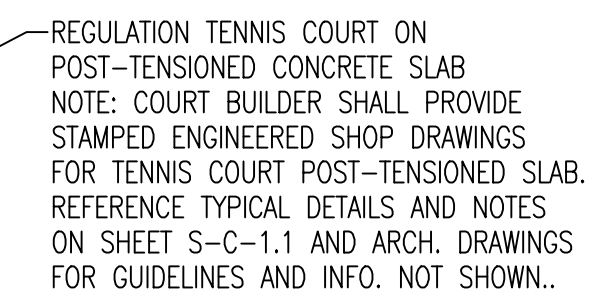 REGULATION TENNIS COURT ON
POST-TENSIONED CONCRETE SLAB
NOTE: COURT BUILDER SHALL PROVIDE
STAMPED ENGINEERED SHOP DRAWINGS
FOR TENNIS COURT POST-TENSIONED SLAB.
REFERENCE TYPICAL DETAILS AND NOTES
ON SHEET S-C-1.1 AND ARCH. DRAWINGS
FOR GUIDELINES AND INFO. NOT SHOWN..